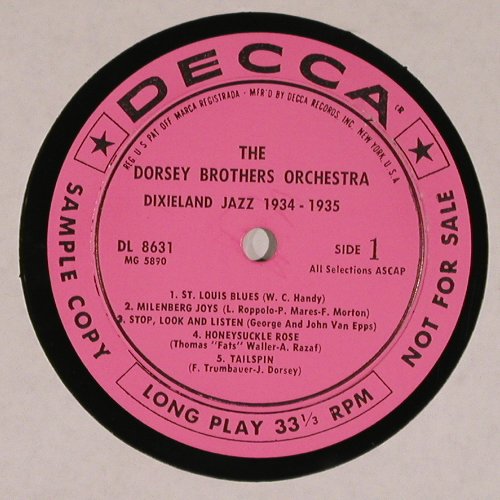 DECCA
®
REG. U.S. PAT. OFF. MARCA REGISTRADA • MFR'D BY DECCA RECORDS, INC., NEW YORK, U.S.A.
THE
DORSEY BROTHERS ORCHESTRA
DIXIELAND JAZZ 1934 - 1935
DL 8631
MG 5890
SIDE 1
All Selections ASCAP
1. ST. LOUIS BLUES (W. C. Handy)
2. MILENBERG JOYS (L. Roppolo-P. Mares-F. Morton)
3. STOP, LOOK AND LISTEN (George And John Van Epps)
4. HONEYSUCKLE ROSE
(Thomas "Fats" Waller-A. Razaf)
5. TAILSPIN
(F. Trumbauer-J. Dorsey)
SAMPLE COPY
NOT FOR SALE
LONG PLAY 33 1/3 RPM